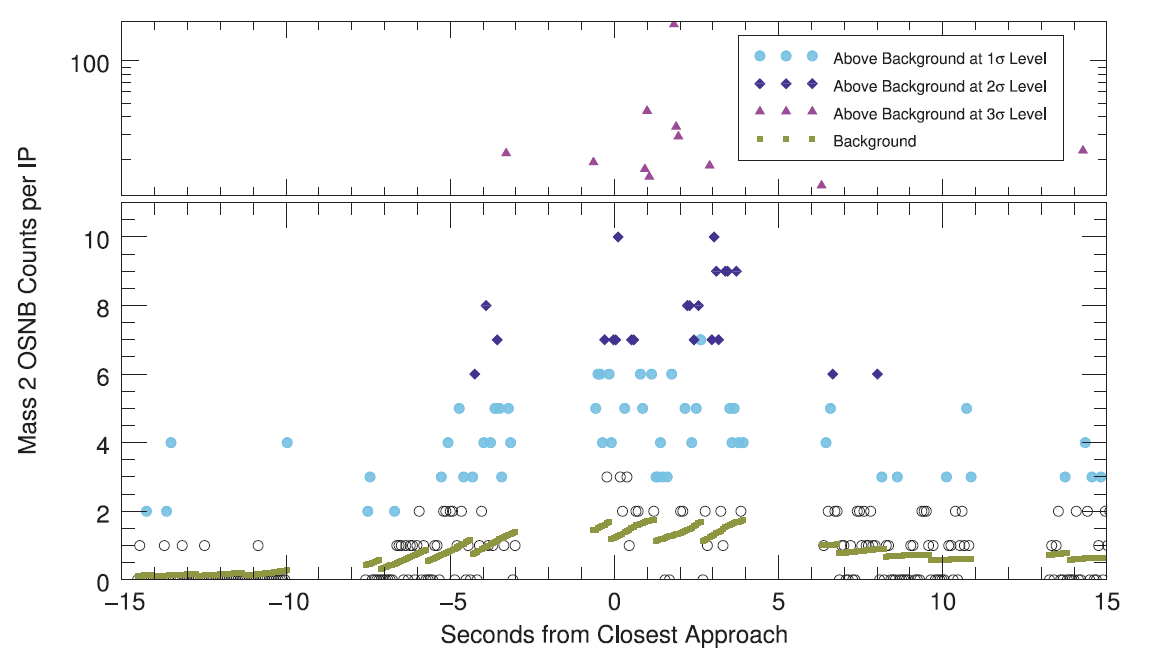 100
Above Background at 1σ Level
Above Background at 2σ Level
Above Background at 3σ Level
Background
Mass 2 OSNB Counts per IP
10
8
6
4
2
0
−15 −10 −5 0 5 10 15
Seconds from Closest Approach